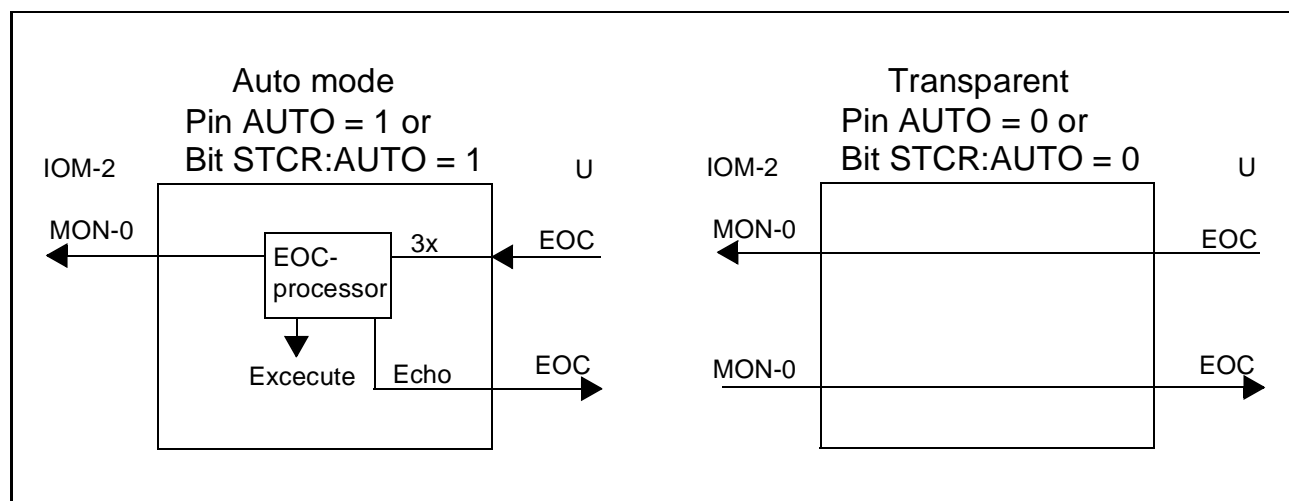 Auto mode
Pin AUTO = 1 or
Bit STCR:AUTO = 1
IOM-2
U
MON-0
EOC-
processor
3x
EOC
Excecute
Echo
EOC
Transparent
Pin AUTO = 0 or
Bit STCR:AUTO = 0
IOM-2
U
MON-0
EOC
MON-0
EOC